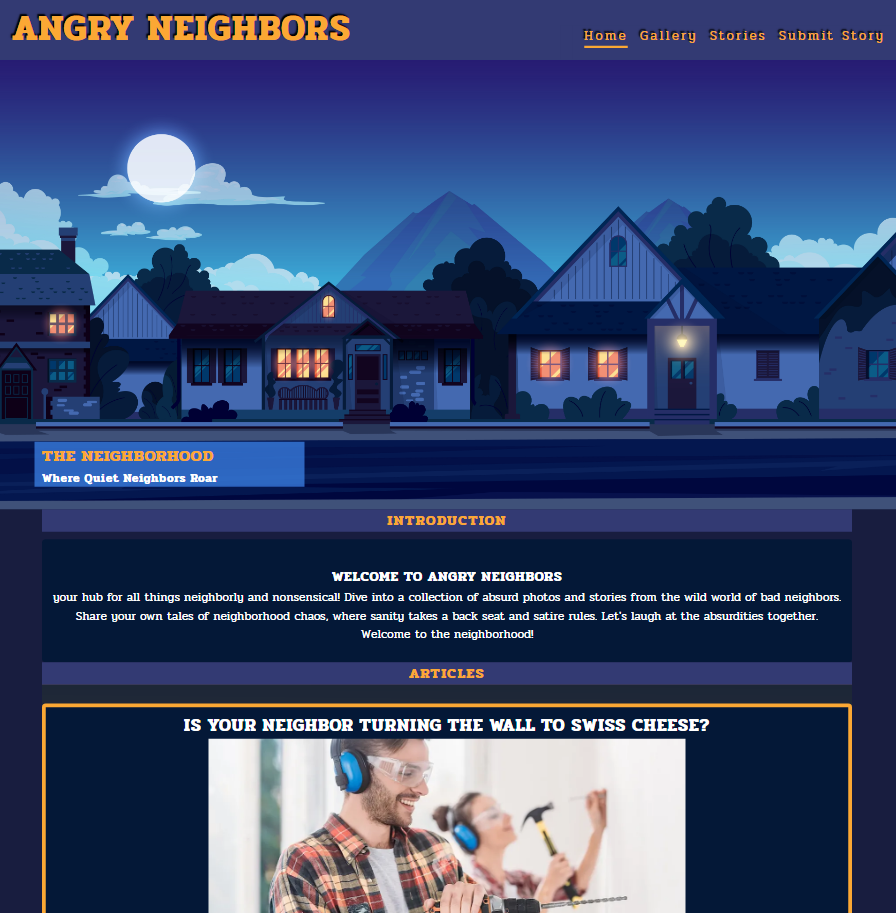 ANGRY NEIGHBORS
Home Gallery Stories Submit Story
THE NEIGHBORHOOD
Where Quiet Neighbors Roar
INTRODUCTION
WELCOME TO ANGRY NEIGHBORS
your hub for all things neighborly and nonsensical! Dive into a collection of absurd photos and stories from the wild world of bad neighbors.
Share your own tales of neighborhood chaos, where sanity takes a back seat and satire rules. Let's laugh at the absurdities together.
Welcome to the neighborhood!
ARTICLES
IS YOUR NEIGHBOR TURNING THE WALL TO SWISS CHEESE?